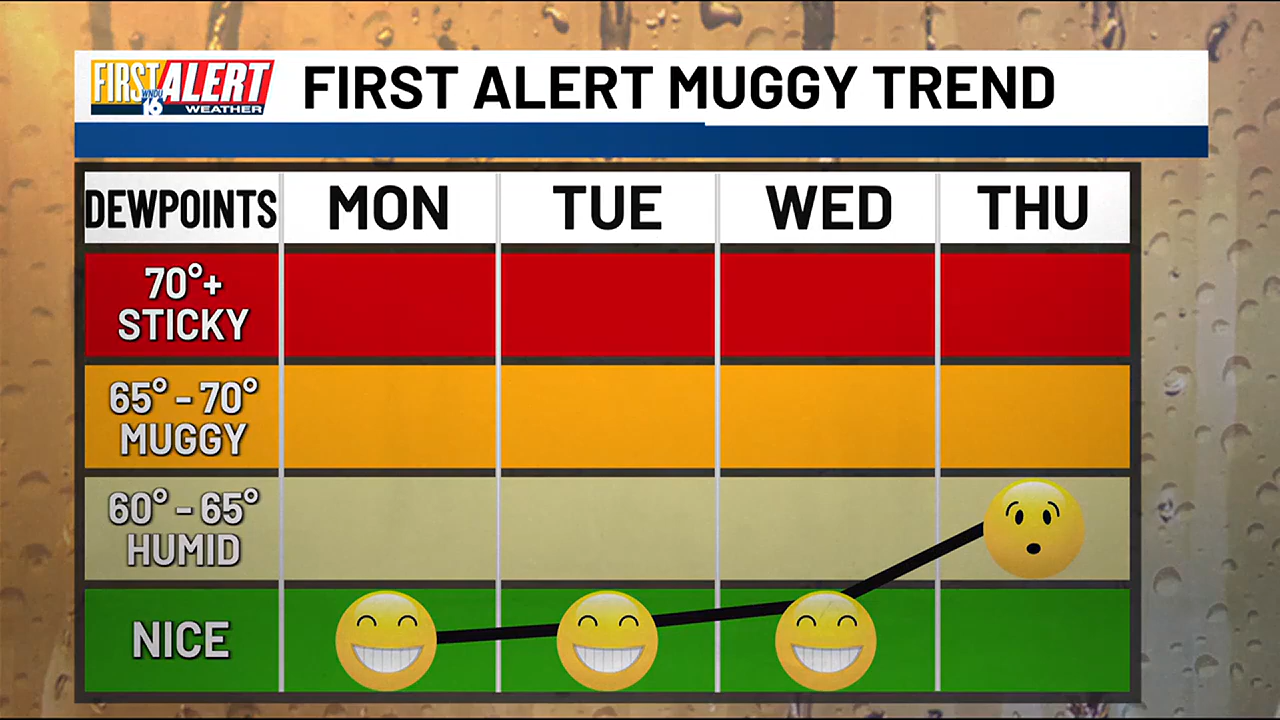 FIRST ALERT
WNDU
16
WEATHER
FIRST ALERT MUGGY TREND
DEWPOINTS MON TUE WED THU
70°+
STICKY
65° - 70°
MUGGY
60° - 65°
HUMID
NICE